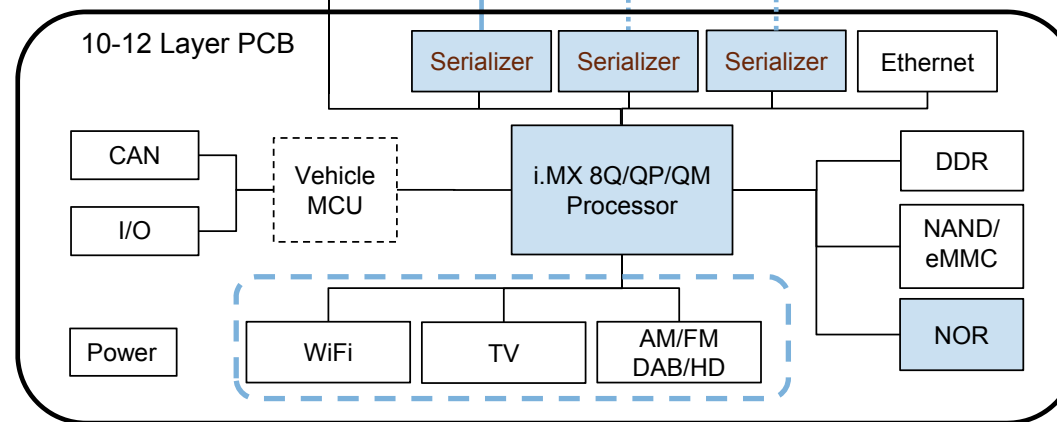 10-12 Layer PCB
Serializer
Serializer
Serializer
Ethernet
CAN
I/O
Vehicle
MCU
i.MX 8Q/QP/QM
Processor
DDR
NAND/
eMMC
NOR
Power
WiFi
TV
AM/FM
DAB/HD